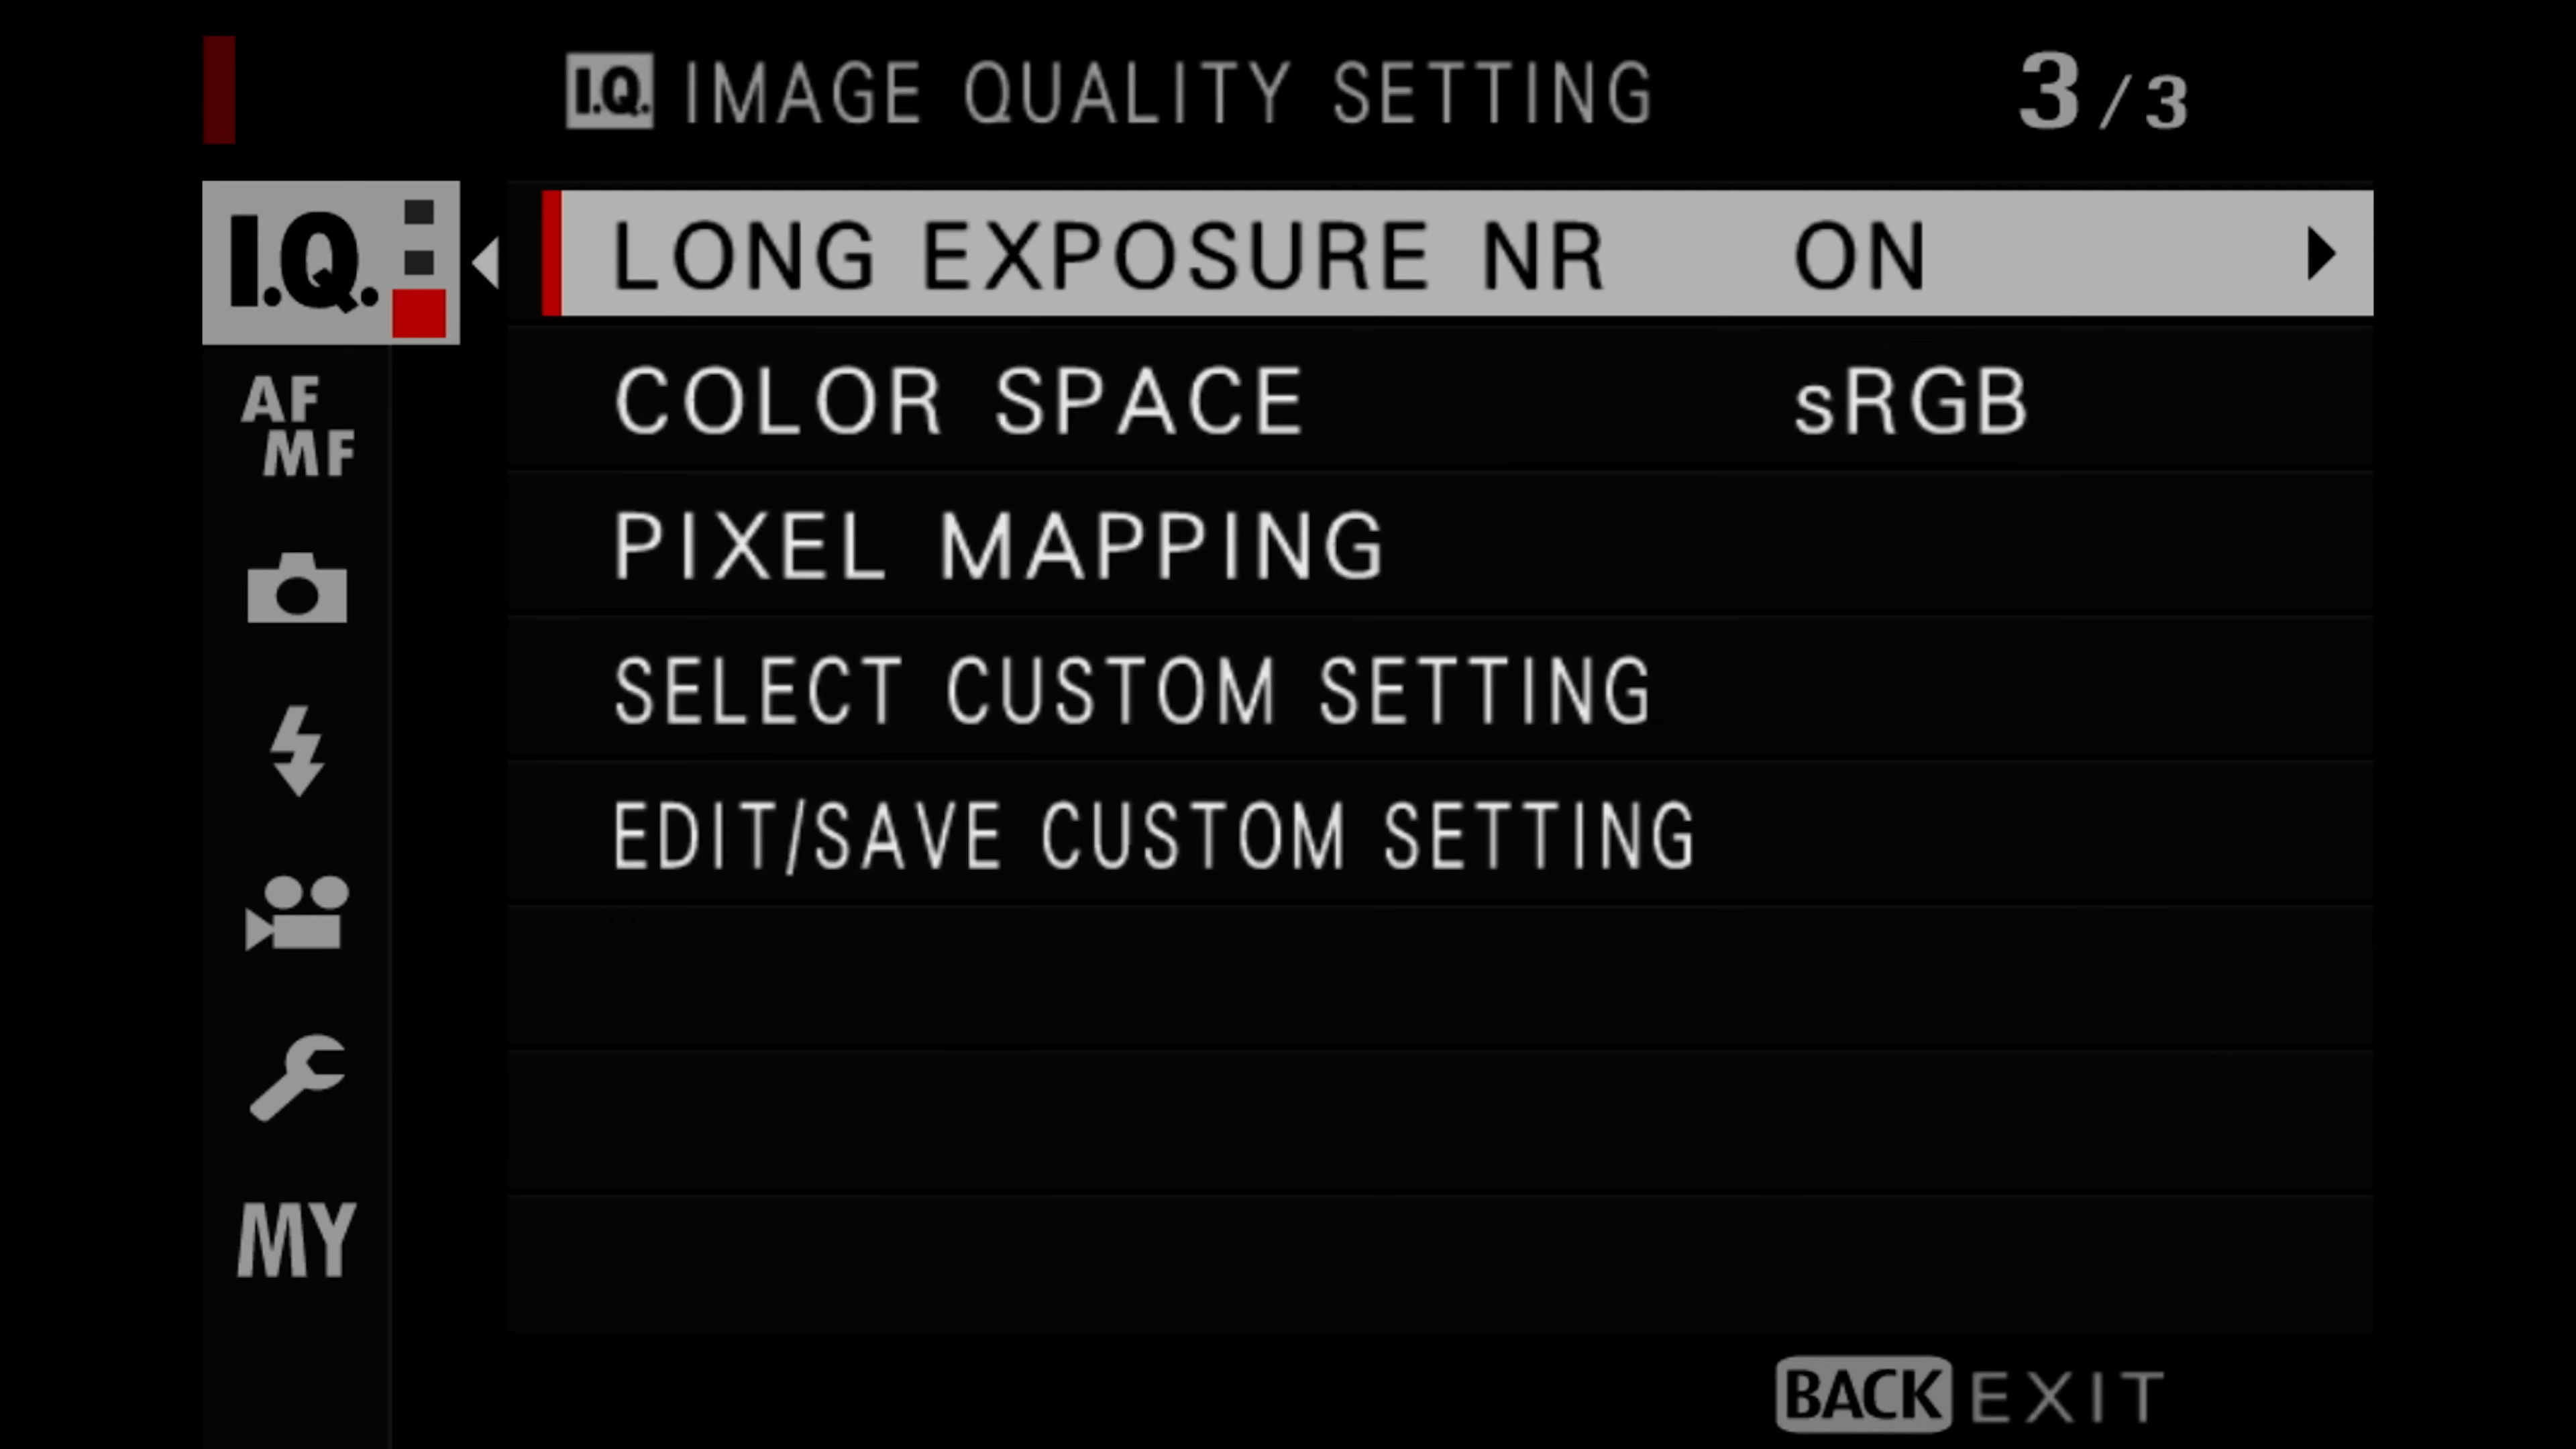 I.Q. IMAGE QUALITY SETTING 3/3
I.Q.
LONG EXPOSURE NR ON
COLOR SPACE sRGB
AF
MF
PIXEL MAPPING
SELECT CUSTOM SETTING
EDIT/SAVE CUSTOM SETTING
MY
BACK EXIT